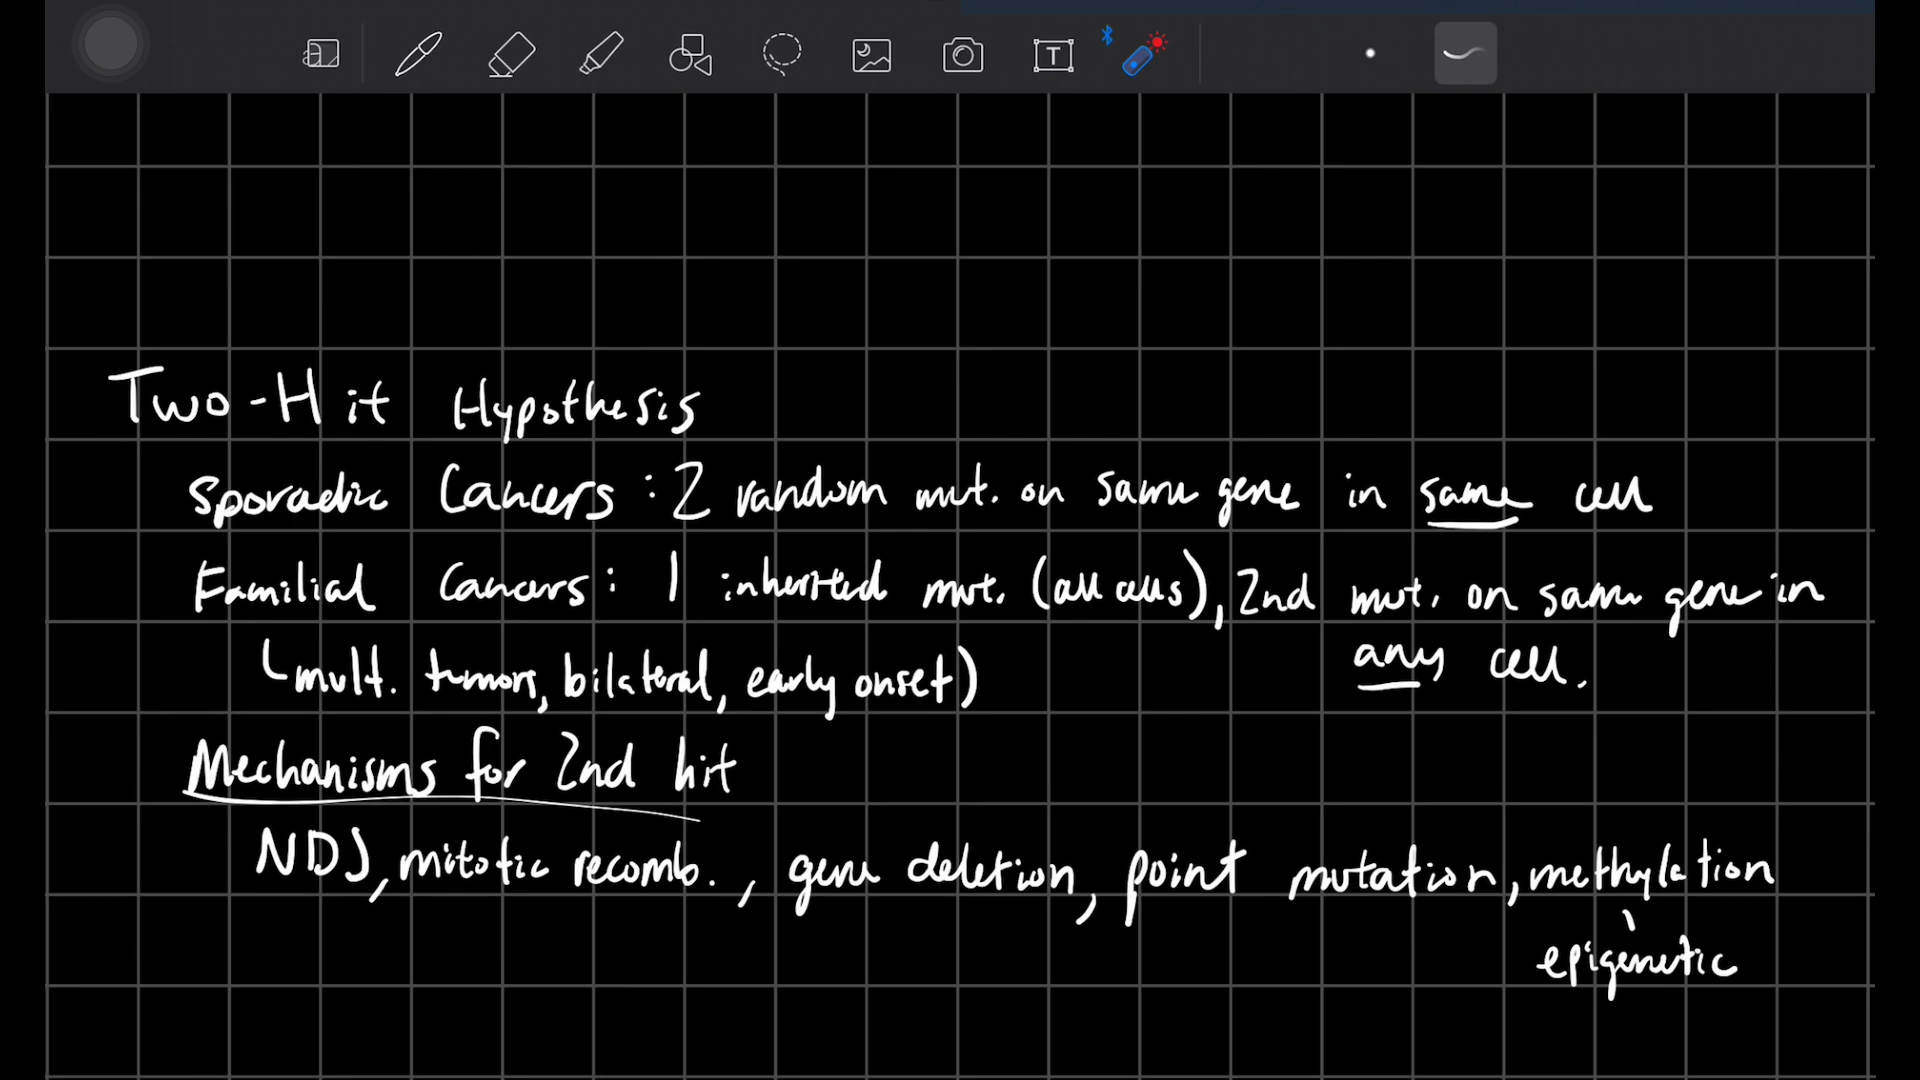 Two-Hit Hypothesis
Sporadic Cancers: 2 random mut. on same gene in same cell
Familial Cancers: 1 inherited mut. (all cells), 2nd mut. on same gene in
any cell.
(mult. tumors, bilateral, early onset)
Mechanisms for 2nd hit
NDJ, mitotic recomb., gene deletion, point mutation, methylation
epigenetic